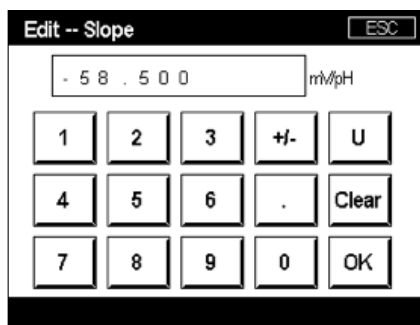 Edit -- Slope ESC
- 5 8 . 5 0 0 mV/pH
1 2 3 +/- U
4 5 6 . Clear
7 8 9 0 OK